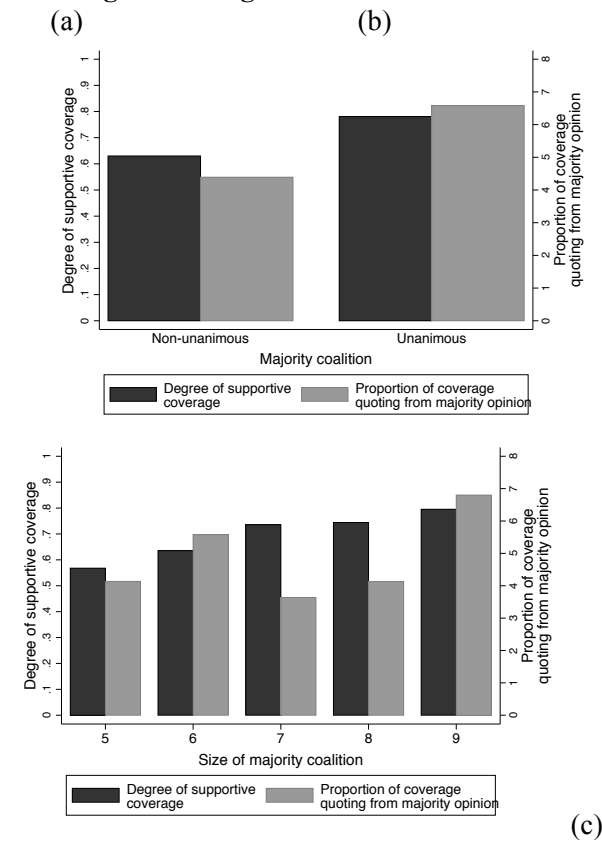 (a) (b)
Degree of supportive coverage
0 .1 .2 .3 .4 .5 .6 .7 .8 .9 1
Proportion of coverage
quoting from majority opinion
0 1 2 3 4 5 6 7 8
Non-unanimous Unanimous
Majority coalition
Degree of supportive
coverage
Proportion of coverage
quoting from majority opinion
Degree of supportive coverage
0 .1 .2 .3 .4 .5 .6 .7 .8 .9 1
Proportion of coverage
quoting from majority opinion
0 1 2 3 4 5 6 7 8
5 6 7 8 9
Size of majority coalition
Degree of supportive
coverage
Proportion of coverage
quoting from majority opinion
(c)